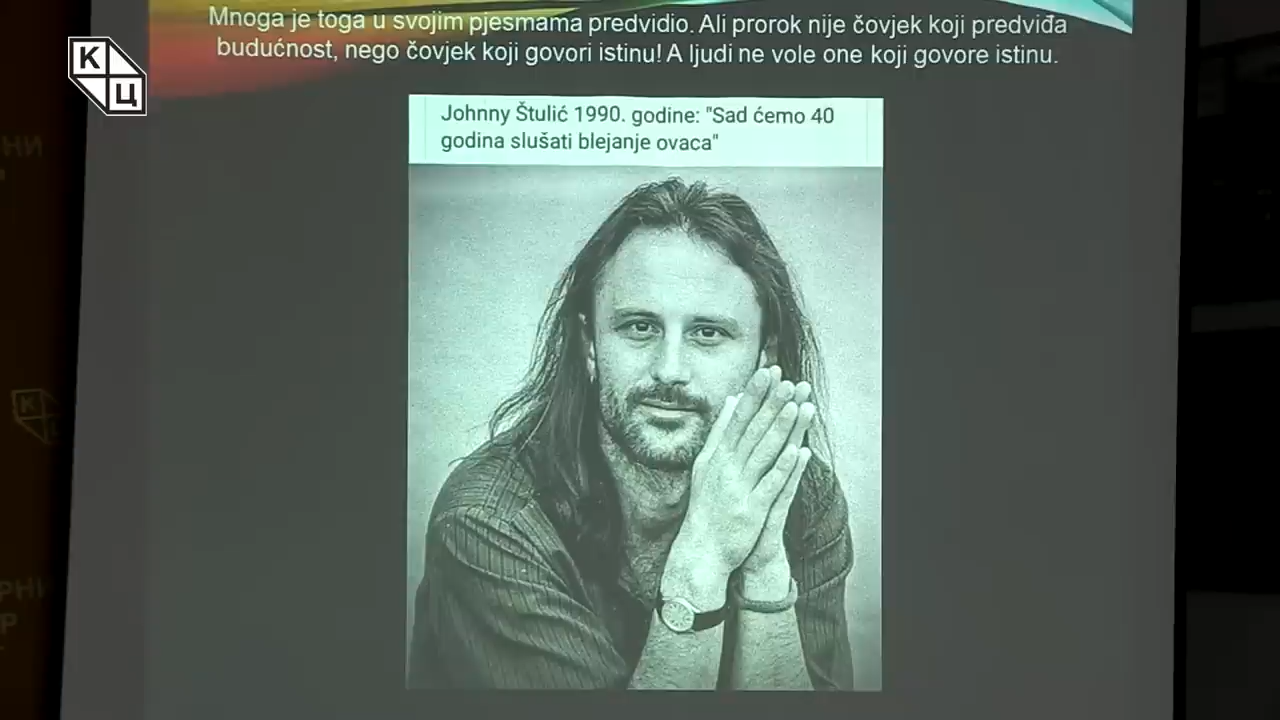 Mnoga je toga u svojim pjesmama predvidio. Ali prorok nije čovjek koji predviđa
budućnost, nego čovjek koji govori istinu! A ljudi ne vole one koji govore istinu.
К
Ц
Johnny Štulić 1990. godine: "Sad ćemo 40
godina slušati blejanje ovaca"